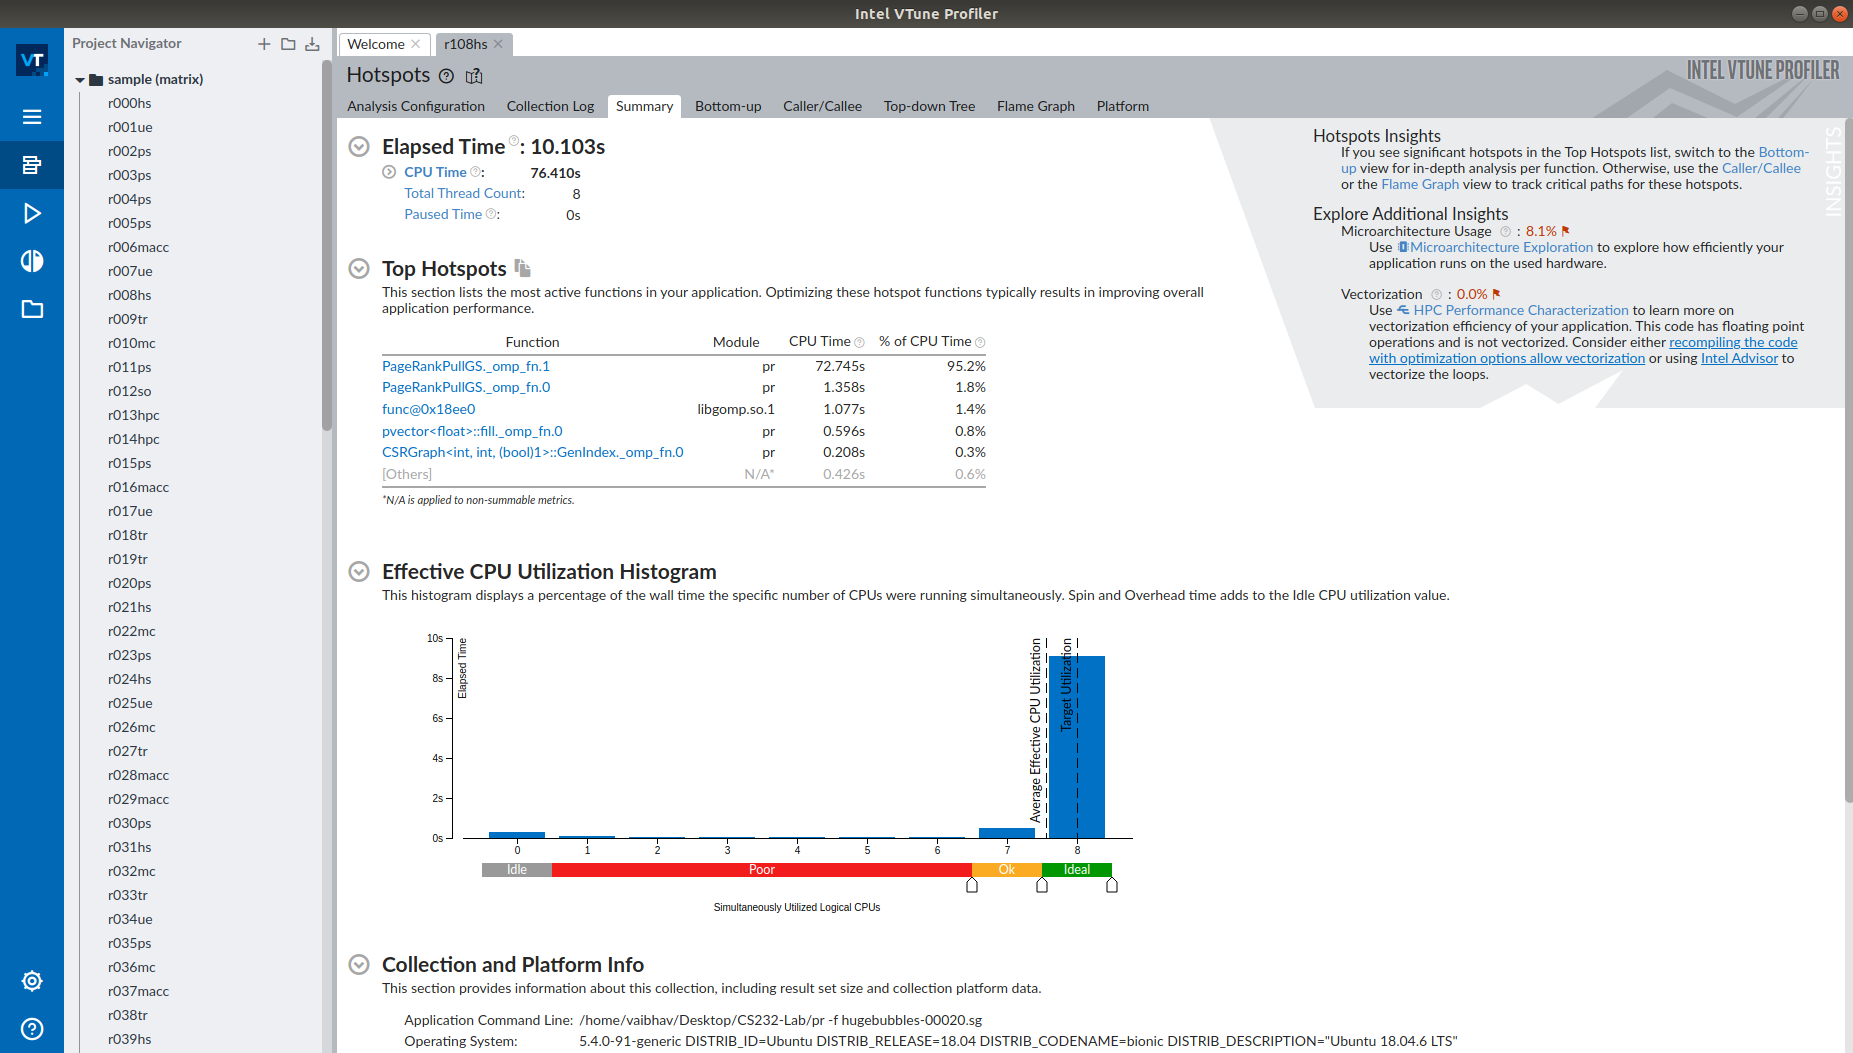 Intel VTune Profiler
VT
Project Navigator
sample (matrix)
r000hs
r001ue
r002ps
r003ps
r004ps
r005ps
r006macc
r007ue
r008hs
r009tr
r010mc
r011ps
r012so
r013hpc
r014hpc
r015ps
r016macc
r017ue
r018tr
r019tr
r020ps
r021hs
r022mc
r023ps
r024hs
r025ue
r026mc
r027tr
r028macc
r029macc
r030ps
r031hs
r032mc
r033tr
r034ue
r035ps
r036mc
r037macc
r038tr
r039hs
Welcome
r108hs
Hotspots
INTEL VTUNE PROFILER
Analysis Configuration Collection Log Summary Bottom-up Caller/Callee Top-down Tree Flame Graph Platform
Elapsed Time : 10.103s
CPU Time : 76.410s
Total Thread Count: 8
Paused Time : 0s
Top Hotspots
This section lists the most active functions in your application. Optimizing these hotspot functions typically results in improving overall
application performance.
Function Module CPU Time % of CPU Time
PageRankPullGS._omp_fn.1 pr 72.745s 95.2%
PageRankPullGS._omp_fn.0 pr 1.358s 1.8%
func@0x18ee0 libgomp.so.1 1.077s 1.4%
pvector<float>::fill._omp_fn.0 pr 0.596s 0.8%
CSRGraph<int, int, (bool)1>::GenIndex._omp_fn.0 pr 0.208s 0.3%
[Others] N/A* 0.426s 0.6%
*N/A is applied to non-summable metrics.
INSIGHTS
Hotspots Insights
If you see significant hotspots in the Top Hotspots list, switch to the Bottom-
up view for in-depth analysis per function. Otherwise, use the Caller/Callee
or the Flame Graph view to track critical paths for these hotspots.
Explore Additional Insights
Microarchitecture Usage : 8.1%
Use Microarchitecture Exploration to explore how efficiently your
application runs on the used hardware.
Vectorization : 0.0%
Use HPC Performance Characterization to learn more on
vectorization efficiency of your application. This code has floating point
operations and is not vectorized. Consider either recompiling the code
with optimization options allow vectorization or using Intel Advisor to
vectorize the loops.
Effective CPU Utilization Histogram
This histogram displays a percentage of the wall time the specific number of CPUs were running simultaneously. Spin and Overhead time adds to the Idle CPU utilization value.
10s
8s
6s
4s
2s
0s
Elapsed Time
Average Effective CPU Utilization
Target Utilization
0 1 2 3 4 5 6 7 8
Idle Poor Ok Ideal
Simultaneously Utilized Logical CPUs
Collection and Platform Info
This section provides information about this collection, including result set size and collection platform data.
Application Command Line: /home/vaibhav/Desktop/CS232-Lab/pr -f hugebubbles-00020.sg
Operating System: 5.4.0-91-generic DISTRIB_ID=Ubuntu DISTRIB_RELEASE=18.04 DISTRIB_CODENAME=bionic DISTRIB_DESCRIPTION="Ubuntu 18.04.6 LTS"